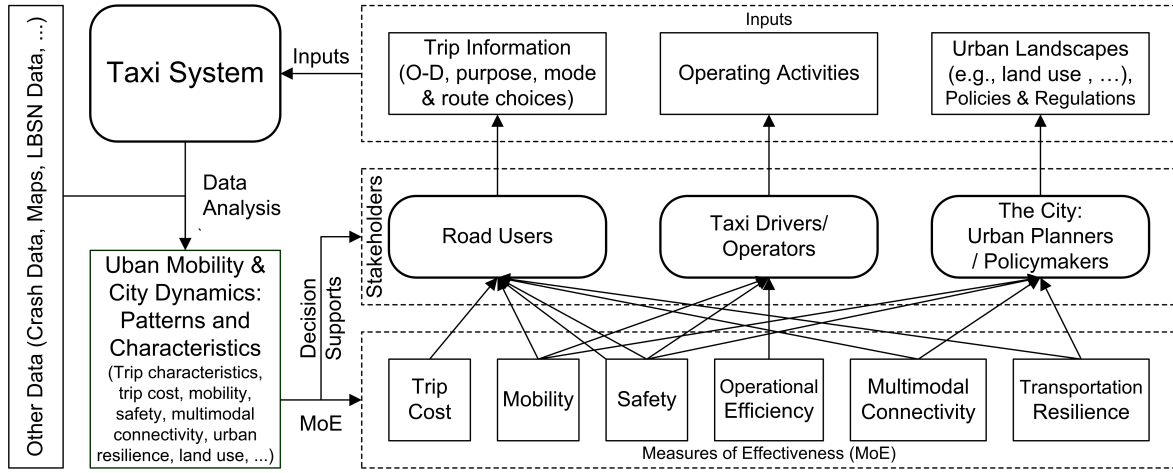 Other Data (Crash Data, Maps, LBSN Data, ...)
Taxi System
Inputs
Inputs
Trip Information
(O-D, purpose, mode
& route choices)
Operating Activities
Urban Landscapes
(e.g., land use , …),
Policies & Regulations
Data
Analysis
Stakeholders
Road Users
Taxi Drivers/
Operators
The City:
Urban Planners
/ Policymakers
Uban Mobility &
City Dynamics:
Patterns and
Characteristics
(Trip characteristics,
trip cost, mobility,
safety, multimodal
connectivity, urban
resilience, land use, ...)
Decision
Supports
MoE
Trip
Cost
Mobility
Safety
Operational
Efficiency
Multimodal
Connectivity
Transportation
Resilience
Measures of Effectiveness (MoE)